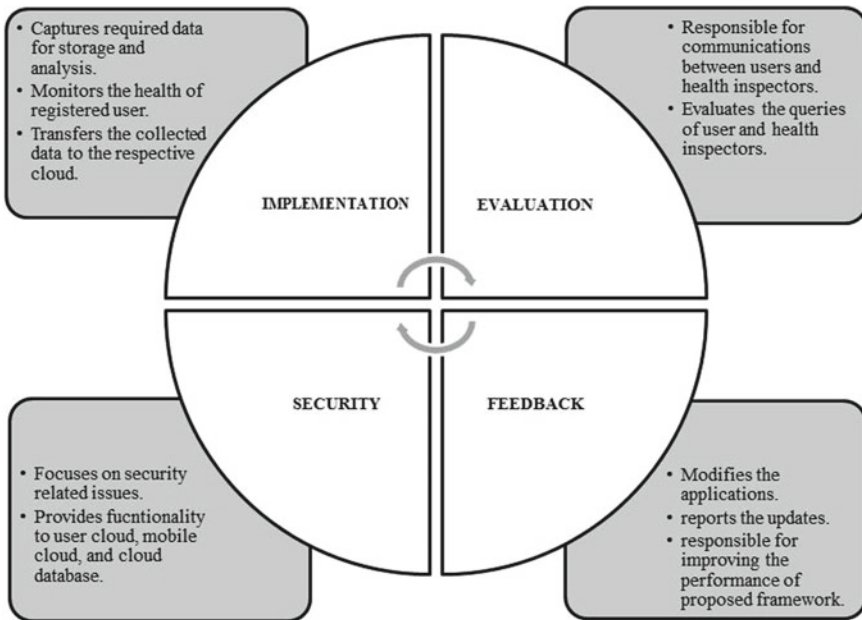 • Captures required data
for storage and
analysis.
• Monitors the health of
registered user.
• Transfers the collected
data to the respective
cloud.
• Responsible for
communications
between users and
health inspectors.
• Evaluates the queries
of user and health
inspectors.
IMPLEMENTATION
EVALUATION
SECURITY
FEEDBACK
• Focuses on security
related issues.
• Provides fucntionality
to user cloud, mobile
cloud, and cloud
database.
• Modifies the
applications.
• reports the updates.
• responsible for
improving the
performance of
proposed framework.